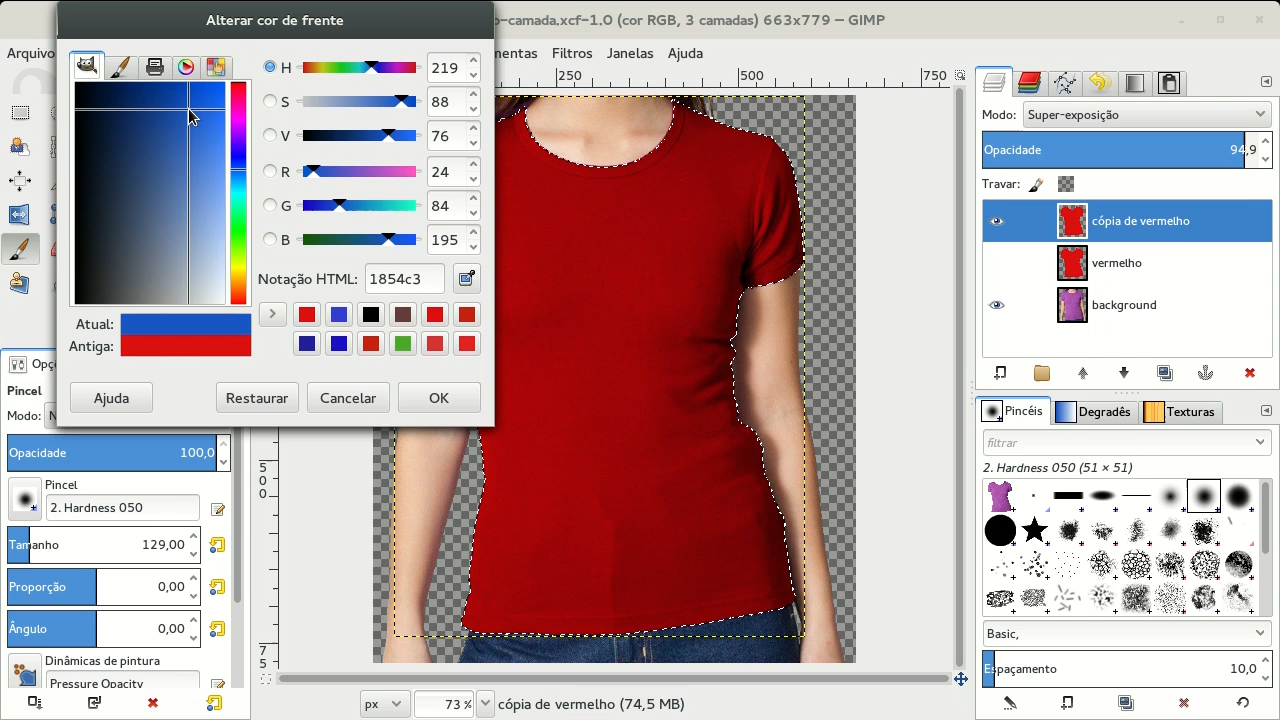 Alterar cor de frente
o-camada.xcf-1.0 (cor RGB, 3 camadas) 663x779 – GIMP
Arquivo
Filtros
Janelas
Ajuda
250
500
750
H
219
S
88
V
76
R
24
G
84
B
195
Notação HTML:
1854c3
Atual:
Antiga:
Ajuda
Restaurar
Cancelar
OK
Modo:
Super-exposição
Opacidade
94,9
Travar:
cópia de vermelho
vermelho
background
Pincel
Modo:
Opacidade
100,0
Pincel
2. Hardness 050
Tamanho
129,00
Proporção
0,00
Ângulo
0,00
Dinâmicas de pintura
Pressure Opacity
500
75
Pincéis
Degradês
Texturas
filtrar
2. Hardness 050 (51 × 51)
Basic,
Espaçamento
10,0
px
73 %
cópia de vermelho (74,5 MB)